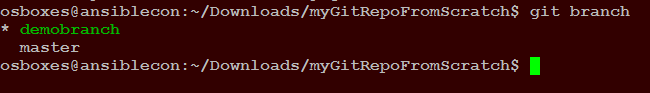 osboxes@ansiblecon:~/Downloads/myGitRepoFromScratch$ git branch
* demobranch
  master
osboxes@ansiblecon:~/Downloads/myGitRepoFromScratch$